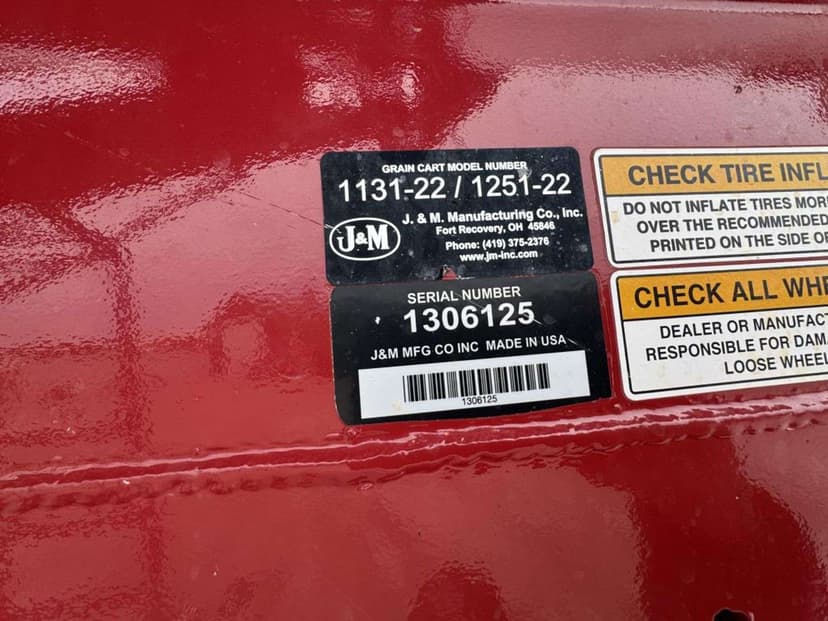 GRAIN CART MODEL NUMBER
1131-22 / 1251-22
J&M
J. & M. Manufacturing Co., Inc.
Fort Recovery, OH 45846
Phone: (419) 375-2376
www.jm-inc.com
SERIAL NUMBER
1306125
J&M MFG CO INC MADE IN USA
1306125
CHECK TIRE INFL
DO NOT INFLATE TIRES MOR
OVER THE RECOMMENDED
PRINTED ON THE SIDE OF
CHECK ALL WHE
DEALER OR MANUFACT
RESPONSIBLE FOR DAMA
LOOSE WHEEL